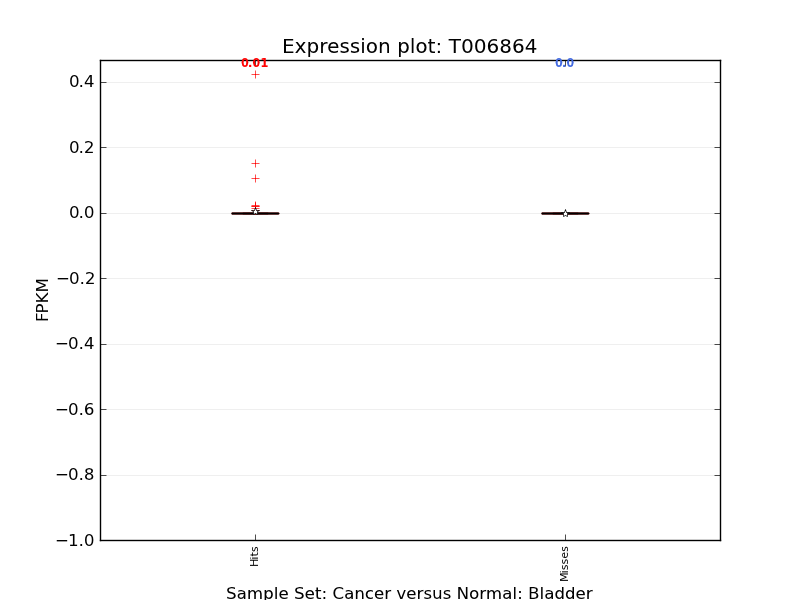 Expression plot: T006864
0.01
0.0
0.4
0.2
0.0
−0.2
−0.4
−0.6
−0.8
−1.0
FPKM
Hits
Misses
Sample Set: Cancer versus Normal: Bladder